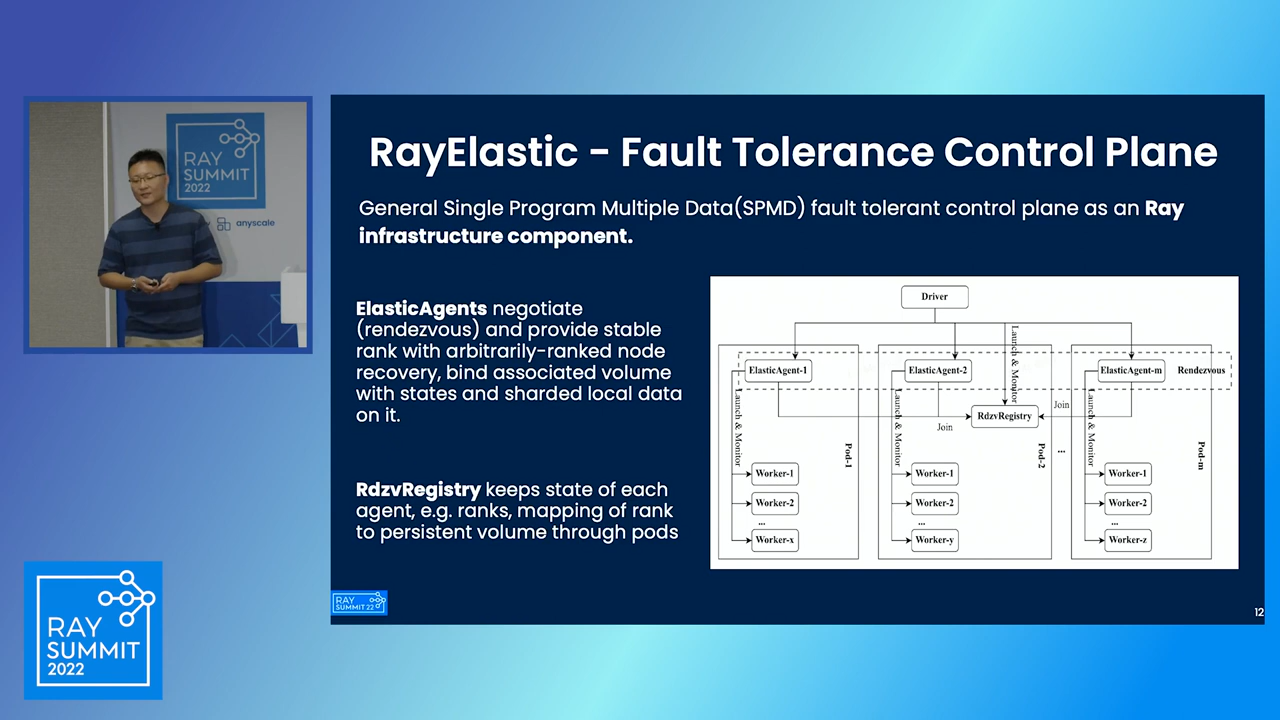 RAY
SUMMIT
2022
anyscale
RAY
SUMMIT
2022
RayElastic - Fault Tolerance Control Plane
General Single Program Multiple Data(SPMD) fault tolerant control plane as an Ray
infrastructure component.
ElasticAgents negotiate
(rendezvous) and provide stable
rank with arbitrarily-ranked node
recovery, bind associated volume
with states and sharded local data
on it.
RdzvRegistry keeps state of each
agent, e.g. ranks, mapping of rank
to persistent volume through pods
Driver
Launch & Monitor
ElasticAgent-1
ElasticAgent-2
ElasticAgent-m
Rendezvous
RdzvRegistry
Join
Join
Launch & Monitor
Worker-1
Worker-2
...
Worker-x
Pod-1
Launch & Monitor
Worker-1
Worker-2
...
Worker-y
Pod-2
...
Launch & Monitor
Worker-1
Worker-2
...
Worker-z
Pod-m
RAY
SUMMIT 22
12